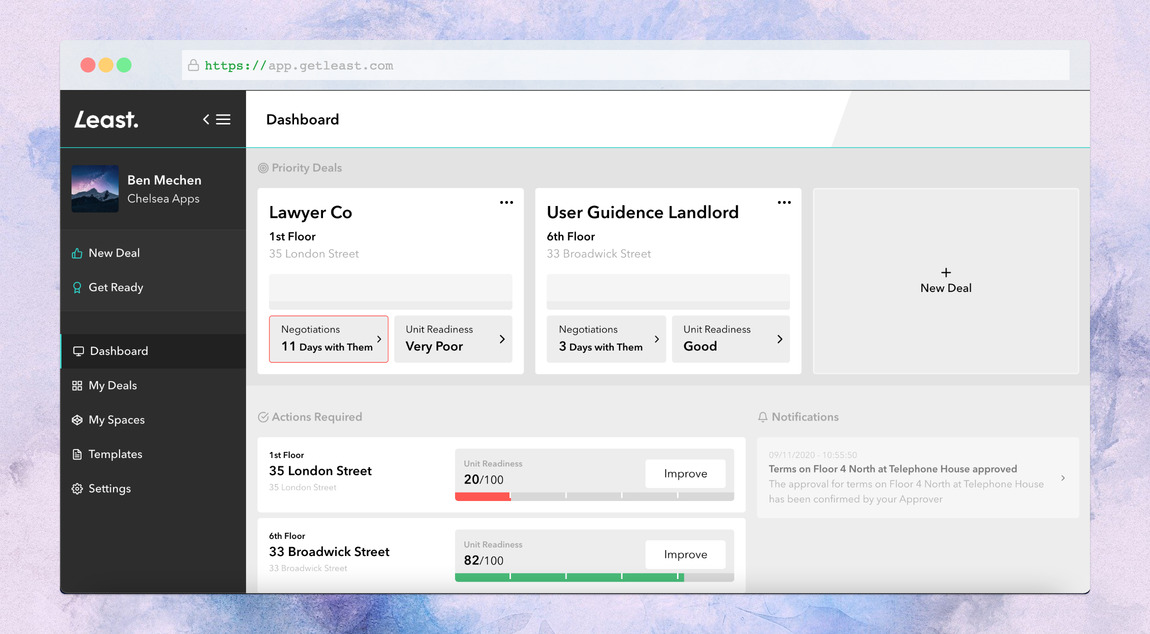 https://app.getleast.com
Least.
Dashboard
Ben Mechen
Chelsea Apps
New Deal
Get Ready
Dashboard
My Deals
My Spaces
Templates
Settings
Priority Deals
Lawyer Co
1st Floor
35 London Street
Negotiations
11 Days with Them
Unit Readiness
Very Poor
User Guidence Landlord
6th Floor
33 Broadwick Street
Negotiations
3 Days with Them
Unit Readiness
Good
+
New Deal
Actions Required
1st Floor
35 London Street
35 London Street
Unit Readiness
20/100
Improve
6th Floor
33 Broadwick Street
33 Broadwick Street
Unit Readiness
82/100
Improve
Notifications
09/11/2020 - 10:55:50
Terms on Floor 4 North at Telephone House approved
The approval for terms on Floor 4 North at Telephone House
has been confirmed by your Approver